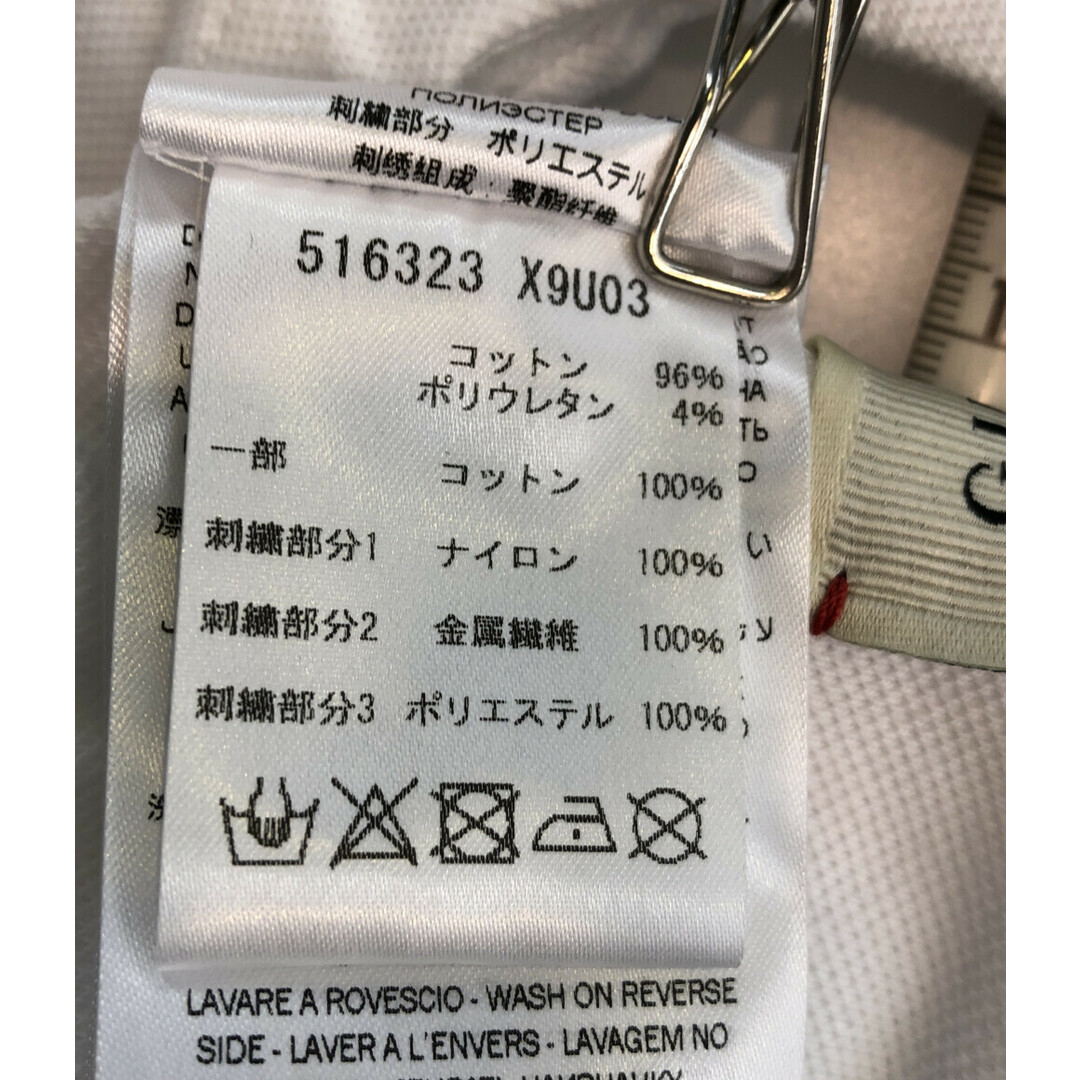 ПОЛИЭСТЕР
刺繍部分 ポリエステル
刺绣组成 : 聚酯纤维
516323 X9U03
コットン 96%
ポリウレタン 4%
一部 コットン 100%
刺繍部分1 ナイロン 100%
刺繍部分2 金属繊維 100%
刺繍部分3 ポリエステル 100%
LAVARE A ROVESCIO - WASH ON REVERSE
SIDE - LAVER A L'ENVERS - LAVAGEM NO